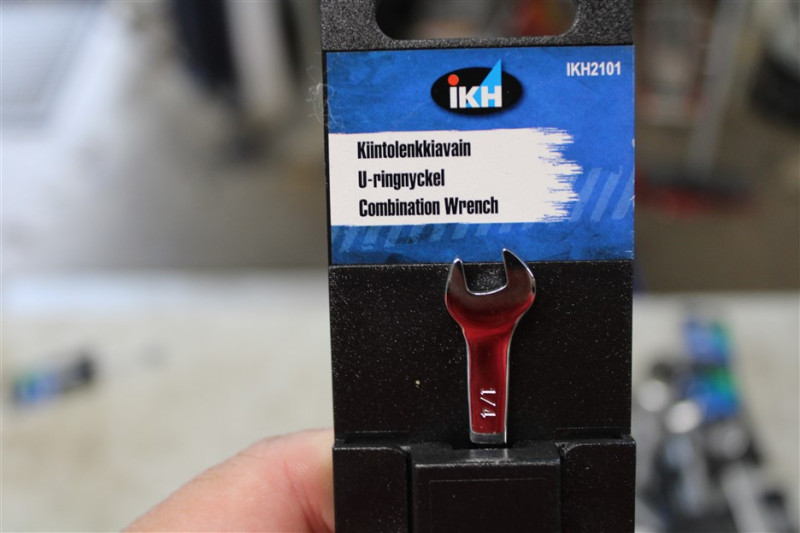 IKH
IKH2101
Kiintolenkkiavain
U-ringnyckel
Combination Wrench
1/4